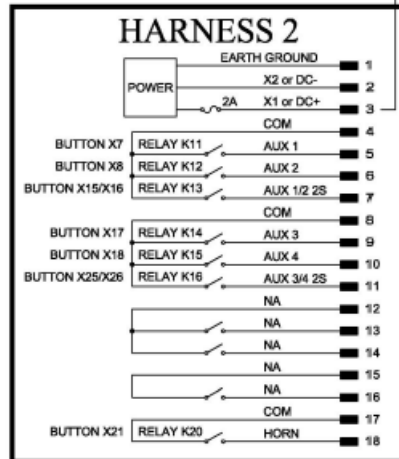 HARNESS 2
EARTH GROUND 1
POWER X2 or DC- 2
2A X1 or DC+ 3
COM 4
BUTTON X7 RELAY K11 AUX 1 5
BUTTON X8 RELAY K12 AUX 2 6
BUTTON X15/X16 RELAY K13 AUX 1/2 2S 7
COM 8
BUTTON X17 RELAY K14 AUX 3 9
BUTTON X18 RELAY K15 AUX 4 10
BUTTON X25/X26 RELAY K16 AUX 3/4 2S 11
NA 12
NA 13
NA 14
NA 15
NA 16
COM 17
BUTTON X21 RELAY K20 HORN 18